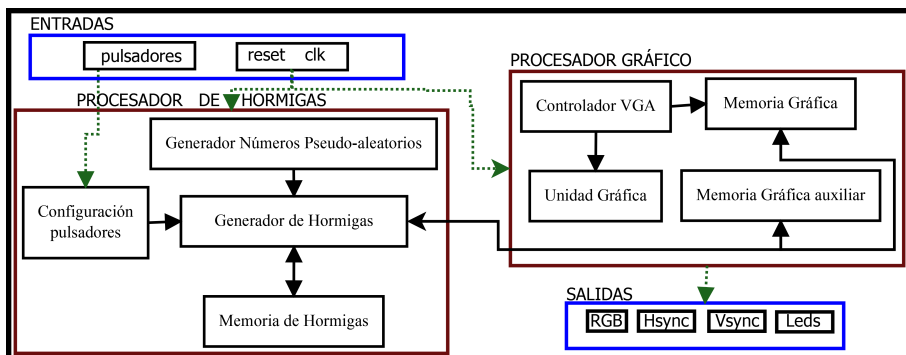 ENTRADAS
pulsadores
reset clk
PROCESADOR DE HORMIGAS
Generador Números Pseudo-aleatorios
Configuración
pulsadores
Generador de Hormigas
Memoria de Hormigas
PROCESADOR GRÁFICO
Controlador VGA
Memoria Gráfica
Unidad Gráfica
Memoria Gráfica auxiliar
SALIDAS
RGB
Hsync
Vsync
Leds